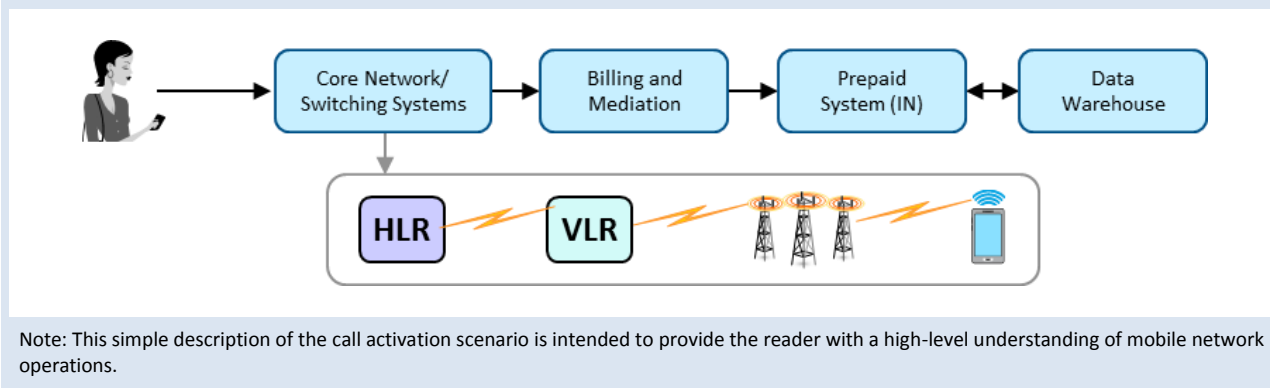 Core Network/
Switching Systems
Billing and
Mediation
Prepaid
System (IN)
Data
Warehouse
HLR
VLR
Note: This simple description of the call activation scenario is intended to provide the reader with a high-level understanding of mobile network
operations.